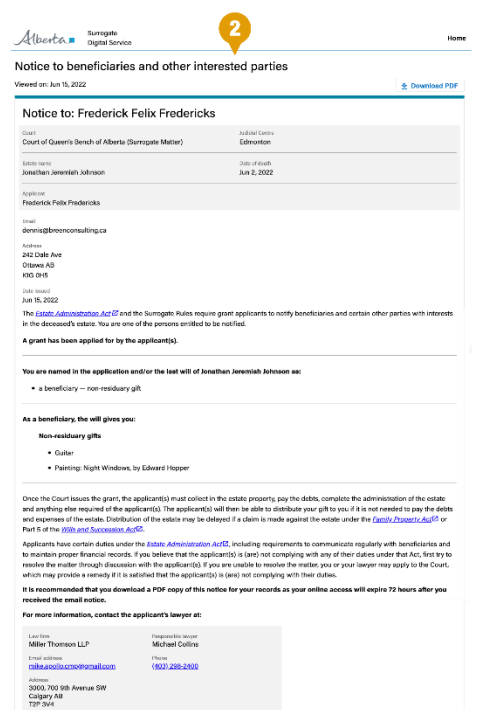 2
Alberta
Surrogate
Digital Service
Home
Notice to beneficiaries and other interested parties
Viewed on: Jun 15, 2022
Download PDF
Notice to: Frederick Felix Fredericks
Court
Judicial Centre
Court of Queen's Bench of Alberta (Surrogate Matter)
Edmonton
Estate name
Date of death
Jonathan Jeremiah Johnson
Jun 2, 2022
Applicant
Frederick Felix Fredericks
Email
dennis@breenconsulting.ca
Address
242 Dale Ave
Ottawa AB
K1G 0H5
Date issued
Jun 15, 2022
The Estate Administration Act and the Surrogate Rules require grant applicants to notify beneficiaries and certain other parties with interests
in the deceased's estate. You are one of the persons entitled to be notified.
A grant has been applied for by the applicant(s).
You are named in the application and/or the last will of Jonathan Jeremiah Johnson as:
• a beneficiary — non-residuary gift
As a beneficiary, the will gives you:
Non-residuary gifts
• Guitar
• Painting: Night Windows, by Edward Hopper
Once the Court issues the grant, the applicant(s) must collect in the estate property, pay the debts, complete the administration of the estate
and anything else required of the applicant(s). The applicant(s) will then be able to distribute your gift to you if it is not needed to pay the debts
and expenses of the estate. Distribution of the estate may be delayed if a claim is made against the estate under the Family Property Act or
Part 5 of the Wills and Succession Act.
Applicants have certain duties under the Estate Administration Act, including requirements to communicate regularly with beneficiaries and
to maintain proper financial records. If you believe that the applicant(s) is (are) not complying with any of their duties under that Act, first try to
resolve the matter through discussion with the applicant(s). If you are unable to resolve the matter, you or your lawyer may apply to the Court,
which may provide a remedy if it is satisfied that the applicant(s) is (are) not complying with their duties.
It is recommended that you download a PDF copy of this notice for your records as your online access will expire 72 hours after you
received the email notice.
For more information, contact the applicant's lawyer at:
Law firm
Responsible lawyer
Miller Thomson LLP
Michael Collins
Email address
Phone
mike.apollo.cmp@gmail.com
(403) 298-2400
Address
3000, 700 9th Avenue SW
Calgary AB
T2P 3V4